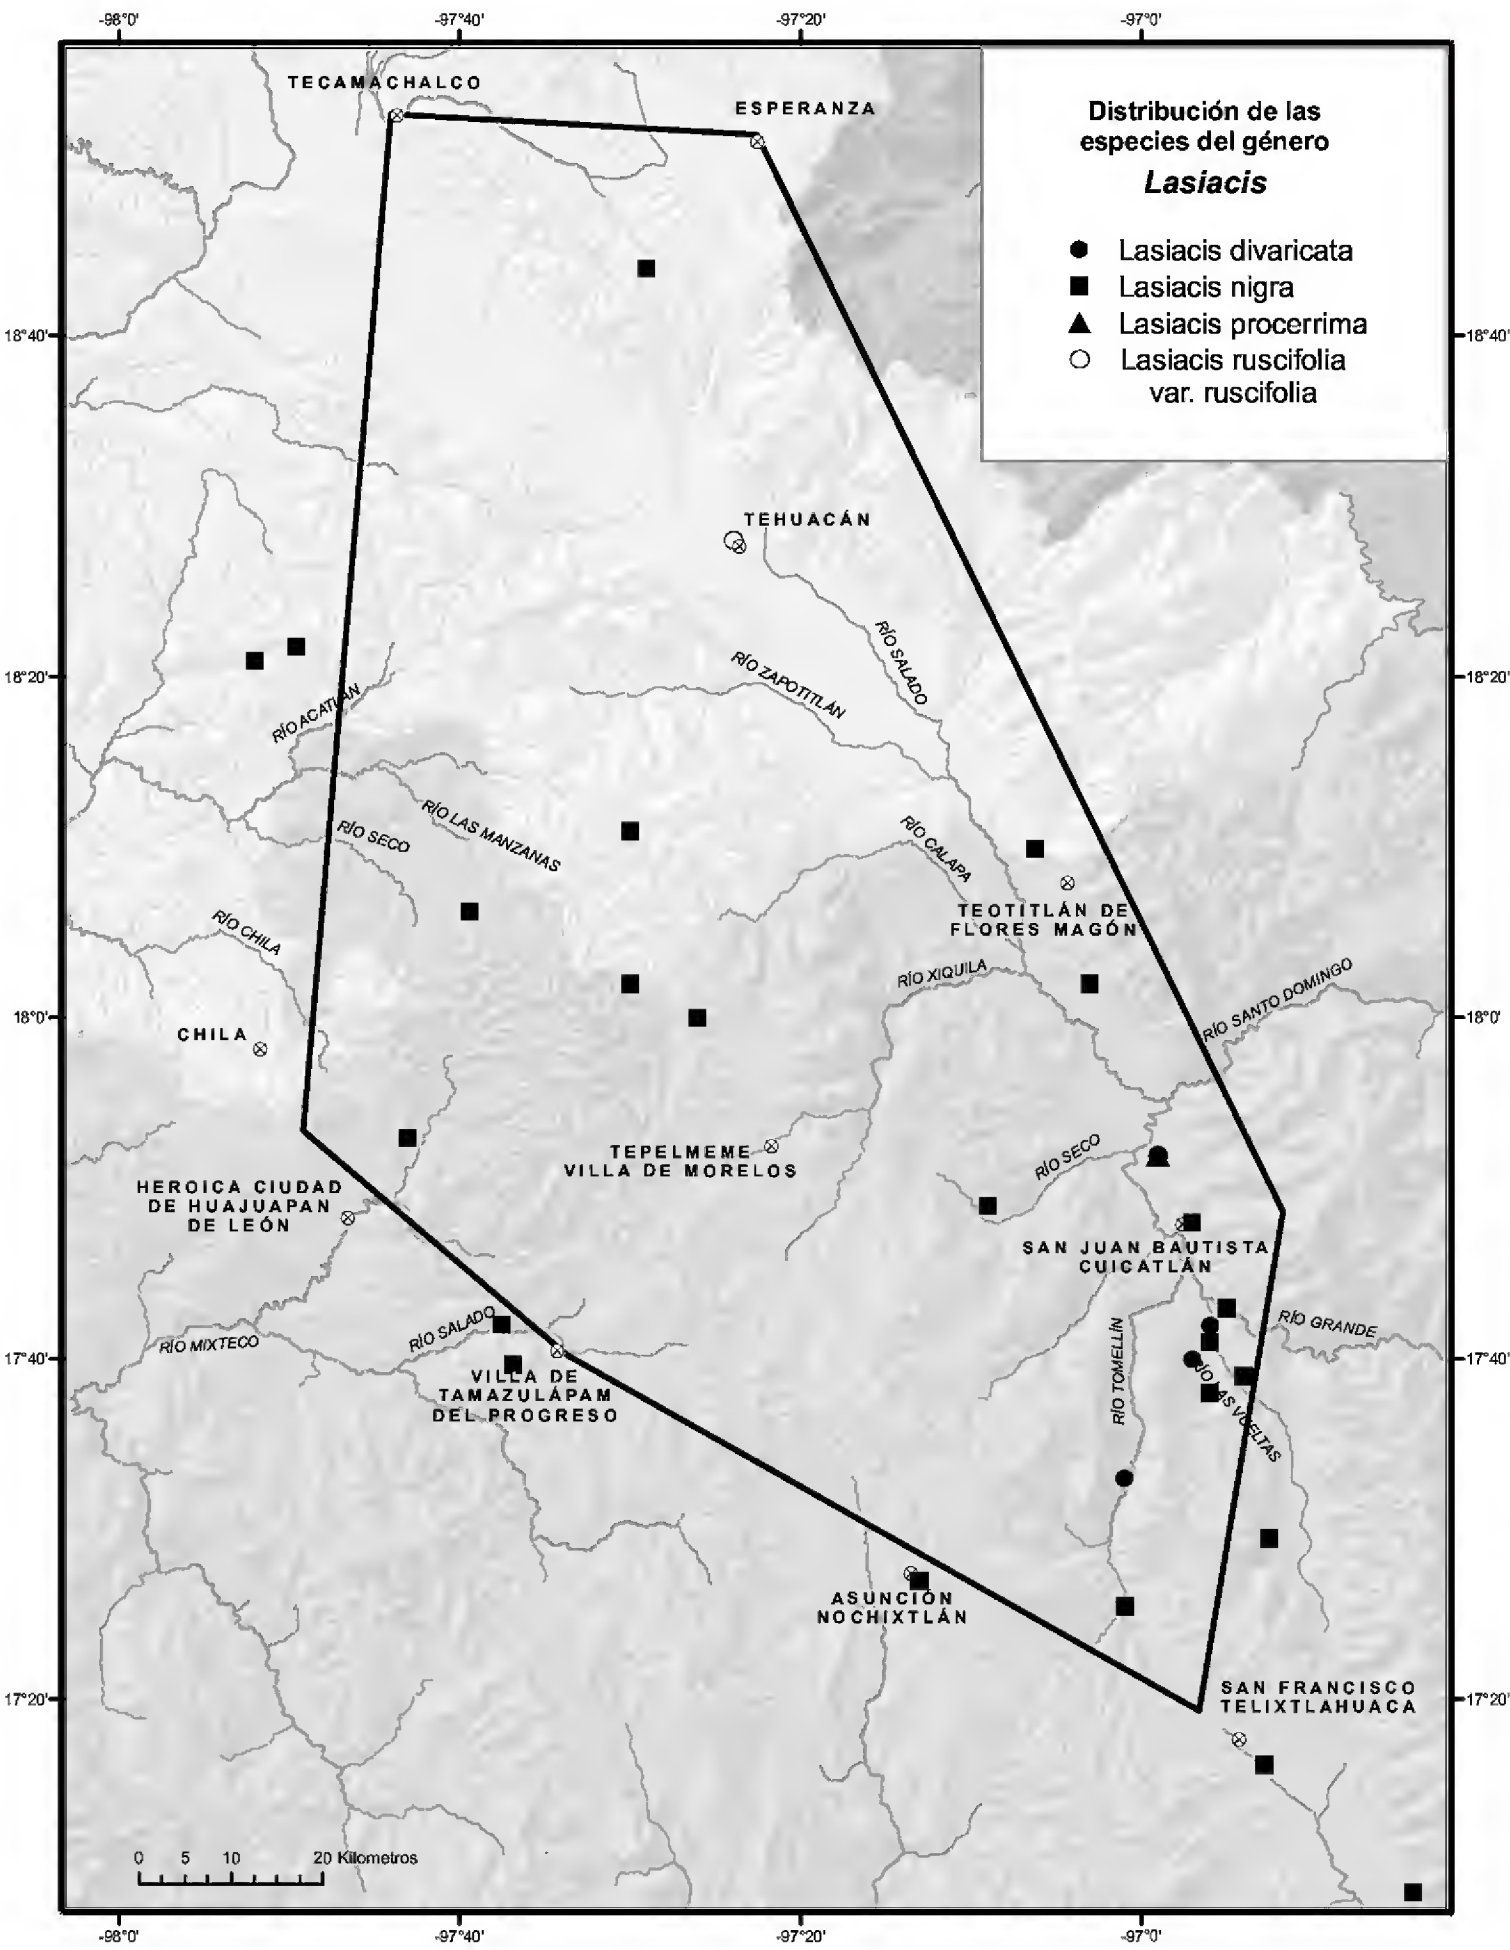 -98°0'
-97°40'
-97°20'
-97°0'
TECAMACHALCO
ESPERANZA
Distribución de las
especies del género
Lasiacis
Lasiacis divaricata
Lasiacis nigra
Lasiacis procerrima
Lasiacis ruscifolia
var. ruscifolia
18°40'
18°40'
TEHUACÁN
RÍO SALADO
RÍO ZAPOTITLÁN
18°20'
18°20'
RÍO ACATLÁN
RÍO LAS MANZANAS
RÍO SECO
RÍO CALAPA
TEOTITLÁN DE
FLORES MAGÓN
RÍO CHILA
RÍO XIQUILA
RÍO SANTO DOMINGO
18°0'
18°0'
CHILA
TEPELMEME
VILLA DE MORELOS
RÍO SECO
HEROICA CIUDAD
DE HUAJUAPAN
DE LEÓN
SAN JUAN BAUTISTA
CUICATLÁN
RÍO SALADO
RÍO MIXTECO
RÍO GRANDE
RÍO TOMELLÍN
17°40'
17°40'
RÍO LAS VUELTAS
VILLA DE
TAMAZULÁPAM
DEL PROGRESO
ASUNCIÓN
NOCHIXTLÁN
SAN FRANCISCO
TELIXTLAHUACA
17°20'
17°20'
0 5 10 20 Kilometros
-98°0'
-97°40'
-97°20'
-97°0'